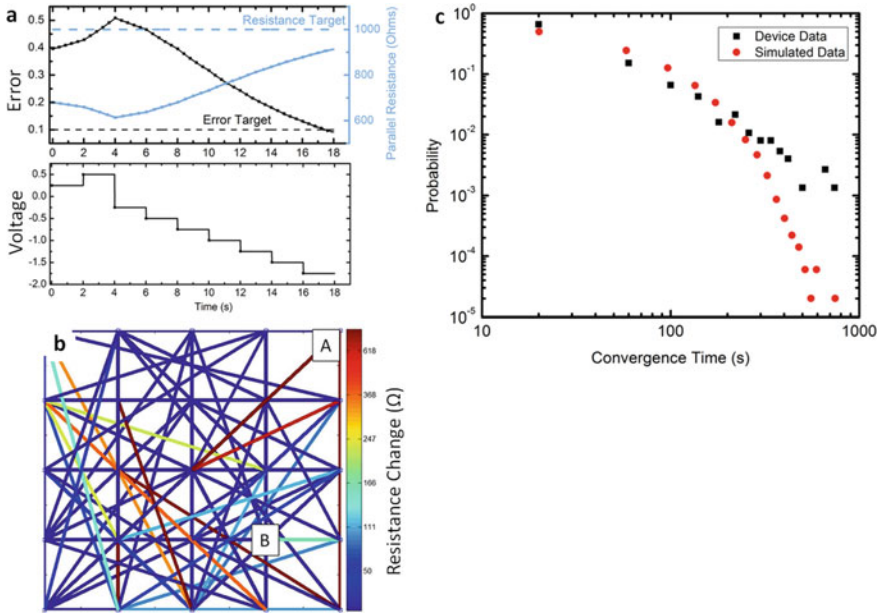 a
Resistance Target
0.5
0.4
0.3
0.2
0.1
Error
1000
800
600
Parallel Resistance (Ohms)
Error Target
0 2 4 6 8 10 12 14 16 18
0.5
0.0
-0.5
-1.0
-1.5
-2.0
Voltage
0 2 4 6 8 10 12 14 16 18
Time (s)
b
A
B
618
368
247
166
111
50
Resistance Change (Ω)
c
10^0
10^-1
10^-2
10^-3
10^-4
10^-5
Probability
Device Data
Simulated Data
10 100 1000
Convergence Time (s)